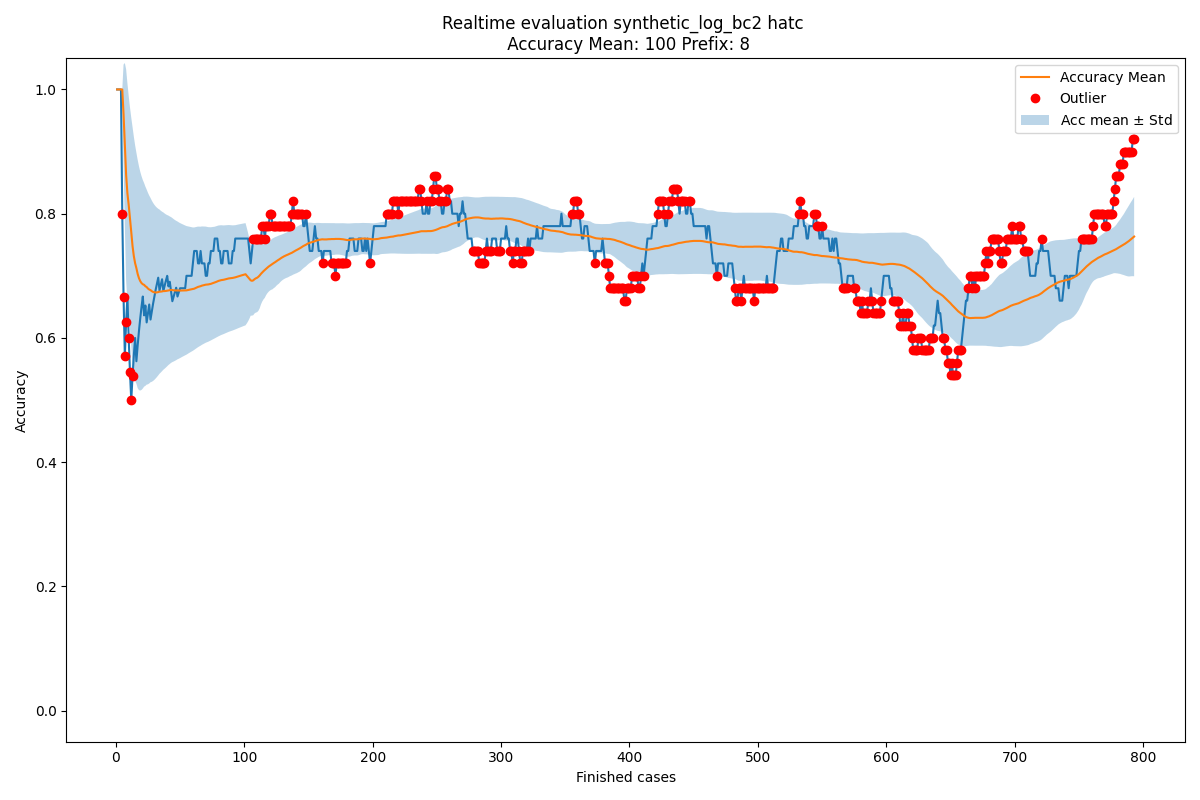 Realtime evaluation synthetic_log_bc2 hatc
Accuracy Mean: 100 Prefix: 8
Accuracy Mean
Outlier
Acc mean ± Std
1.0
0.8
0.6
0.4
0.2
0.0
Accuracy
0 100 200 300 400 500 600 700 800
Finished cases